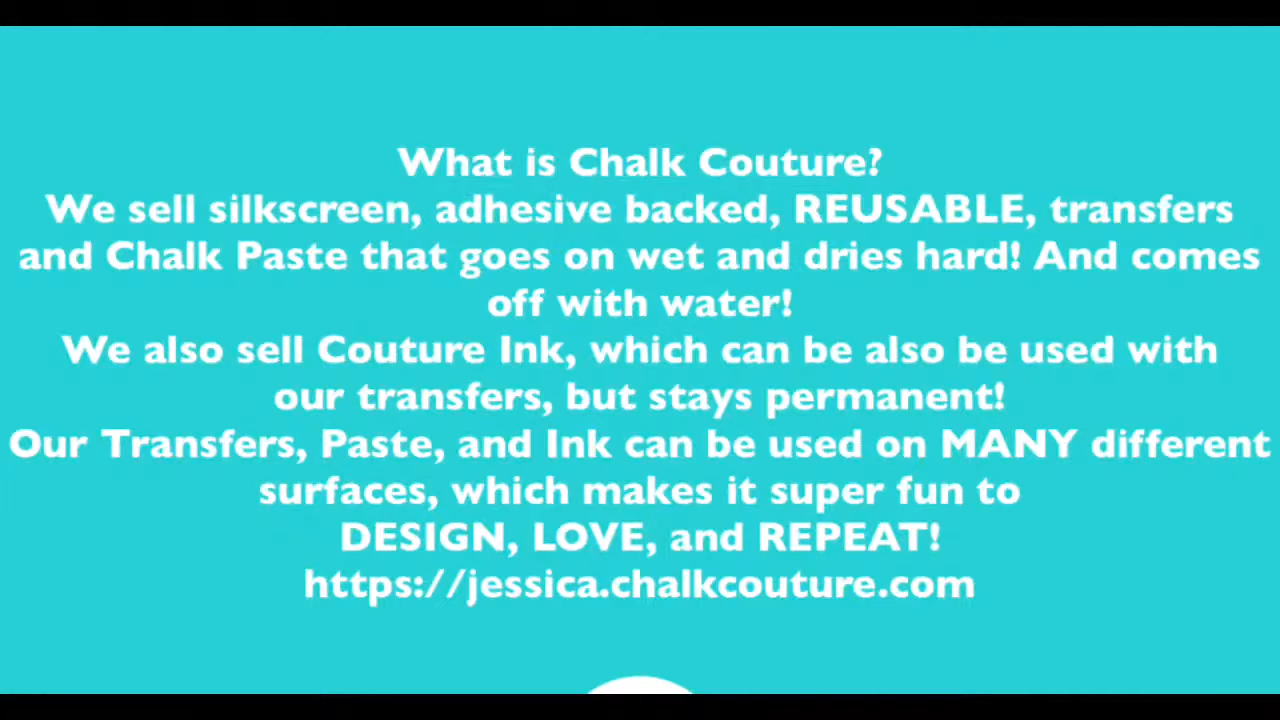 What is Chalk Couture?
We sell silkscreen, adhesive backed, REUSABLE, transfers
and Chalk Paste that goes on wet and dries hard! And comes
off with water!
We also sell Couture Ink, which can be also be used with
our transfers, but stays permanent!
Our Transfers, Paste, and Ink can be used on MANY different
surfaces, which makes it super fun to
DESIGN, LOVE, and REPEAT!
https://jessica.chalkcouture.com